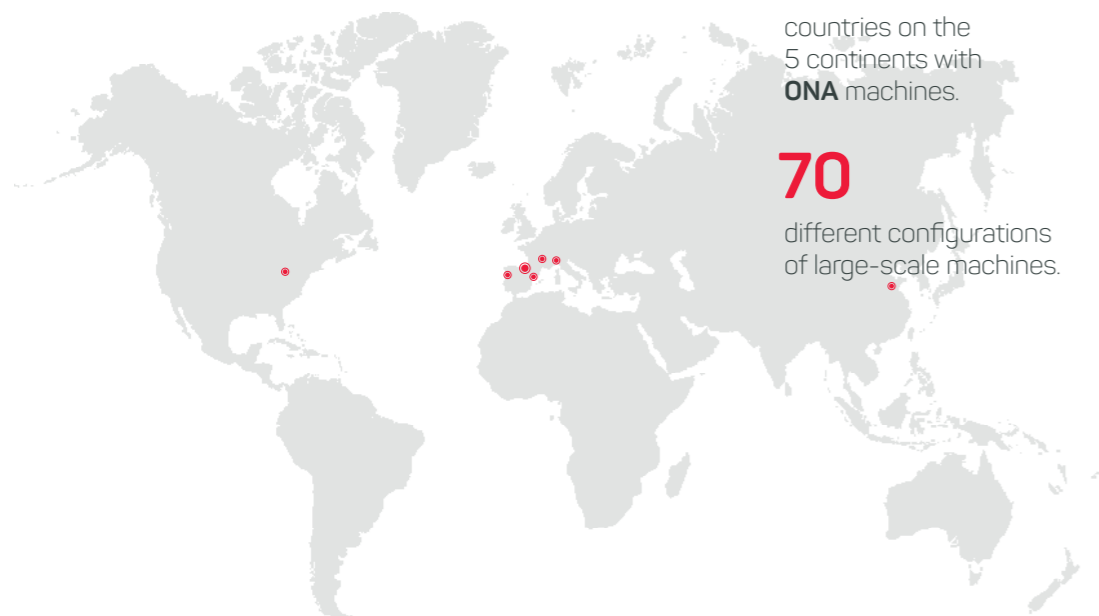 countries on the
5 continents with
ONA machines.
70
different configurations
of large-scale machines.